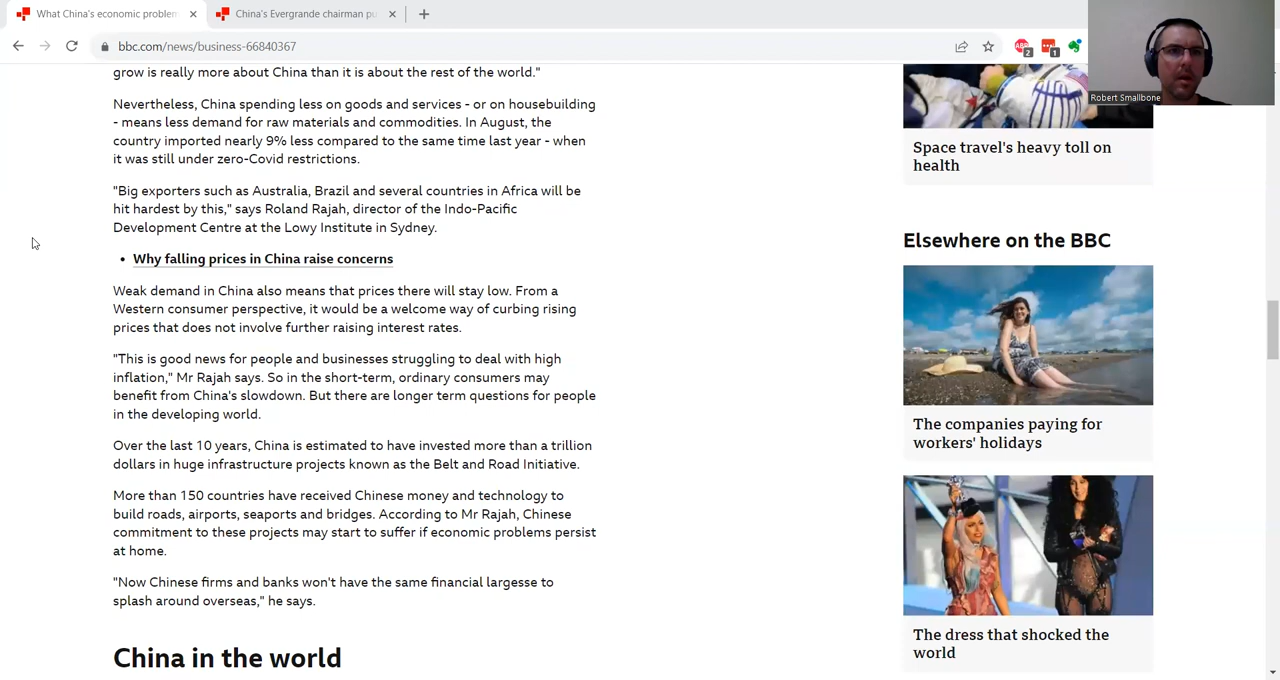 What China's economic problem
China's Evergrande chairman pu
bbc.com/news/business-66840367
2
1
Robert Smallbone
grow is really more about China than it is about the rest of the world."
Nevertheless, China spending less on goods and services - or on housebuilding
- means less demand for raw materials and commodities. In August, the
country imported nearly 9% less compared to the same time last year - when
it was still under zero-Covid restrictions.
"Big exporters such as Australia, Brazil and several countries in Africa will be
hit hardest by this," says Roland Rajah, director of the Indo-Pacific
Development Centre at the Lowy Institute in Sydney.
Why falling prices in China raise concerns
Weak demand in China also means that prices there will stay low. From a
Western consumer perspective, it would be a welcome way of curbing rising
prices that does not involve further raising interest rates.
"This is good news for people and businesses struggling to deal with high
inflation," Mr Rajah says. So in the short-term, ordinary consumers may
benefit from China's slowdown. But there are longer term questions for people
in the developing world.
Over the last 10 years, China is estimated to have invested more than a trillion
dollars in huge infrastructure projects known as the Belt and Road Initiative.
More than 150 countries have received Chinese money and technology to
build roads, airports, seaports and bridges. According to Mr Rajah, Chinese
commitment to these projects may start to suffer if economic problems persist
at home.
"Now Chinese firms and banks won't have the same financial largesse to
splash around overseas," he says.
China in the world
Space travel's heavy toll on
health
Elsewhere on the BBC
The companies paying for
workers' holidays
The dress that shocked the
world